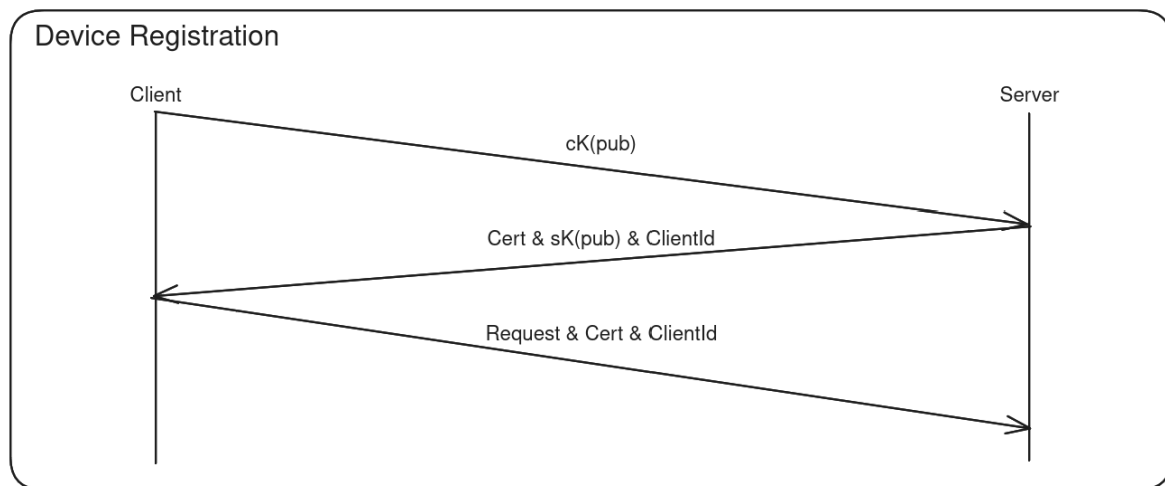 Device Registration
Client
Server
cK(pub)
Cert & sK(pub) & ClientId
Request & Cert & ClientId